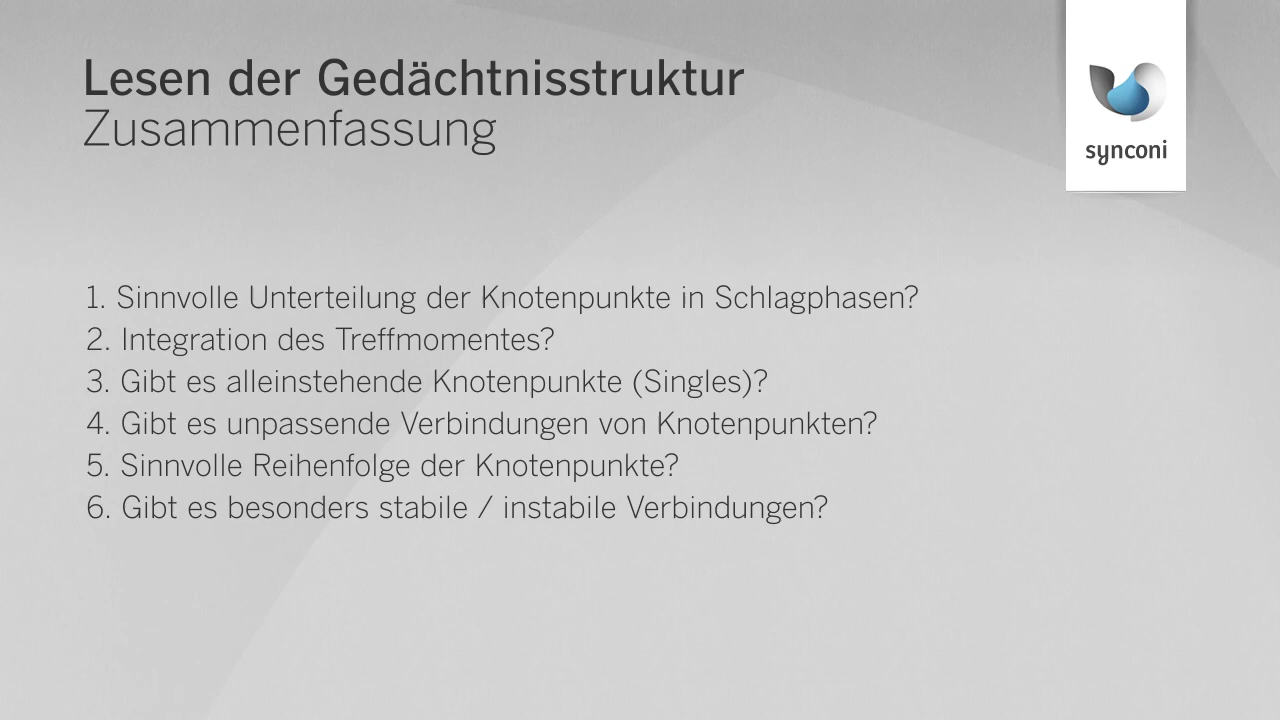 Lesen der Gedächtnisstruktur
Zusammenfassung
synconi
1. Sinnvolle Unterteilung der Knotenpunkte in Schlagphasen?
2. Integration des Treffmomentes?
3. Gibt es alleinstehende Knotenpunkte (Singles)?
4. Gibt es unpassende Verbindungen von Knotenpunkten?
5. Sinnvolle Reihenfolge der Knotenpunkte?
6. Gibt es besonders stabile / instabile Verbindungen?